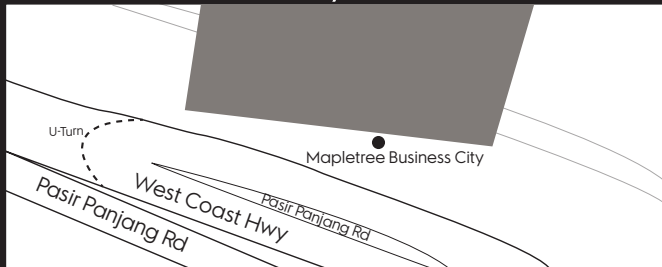 U-Turn
Mapletree Business City
West Coast Hwy
Pasir Panjang Rd
Pasir Panjang Rd